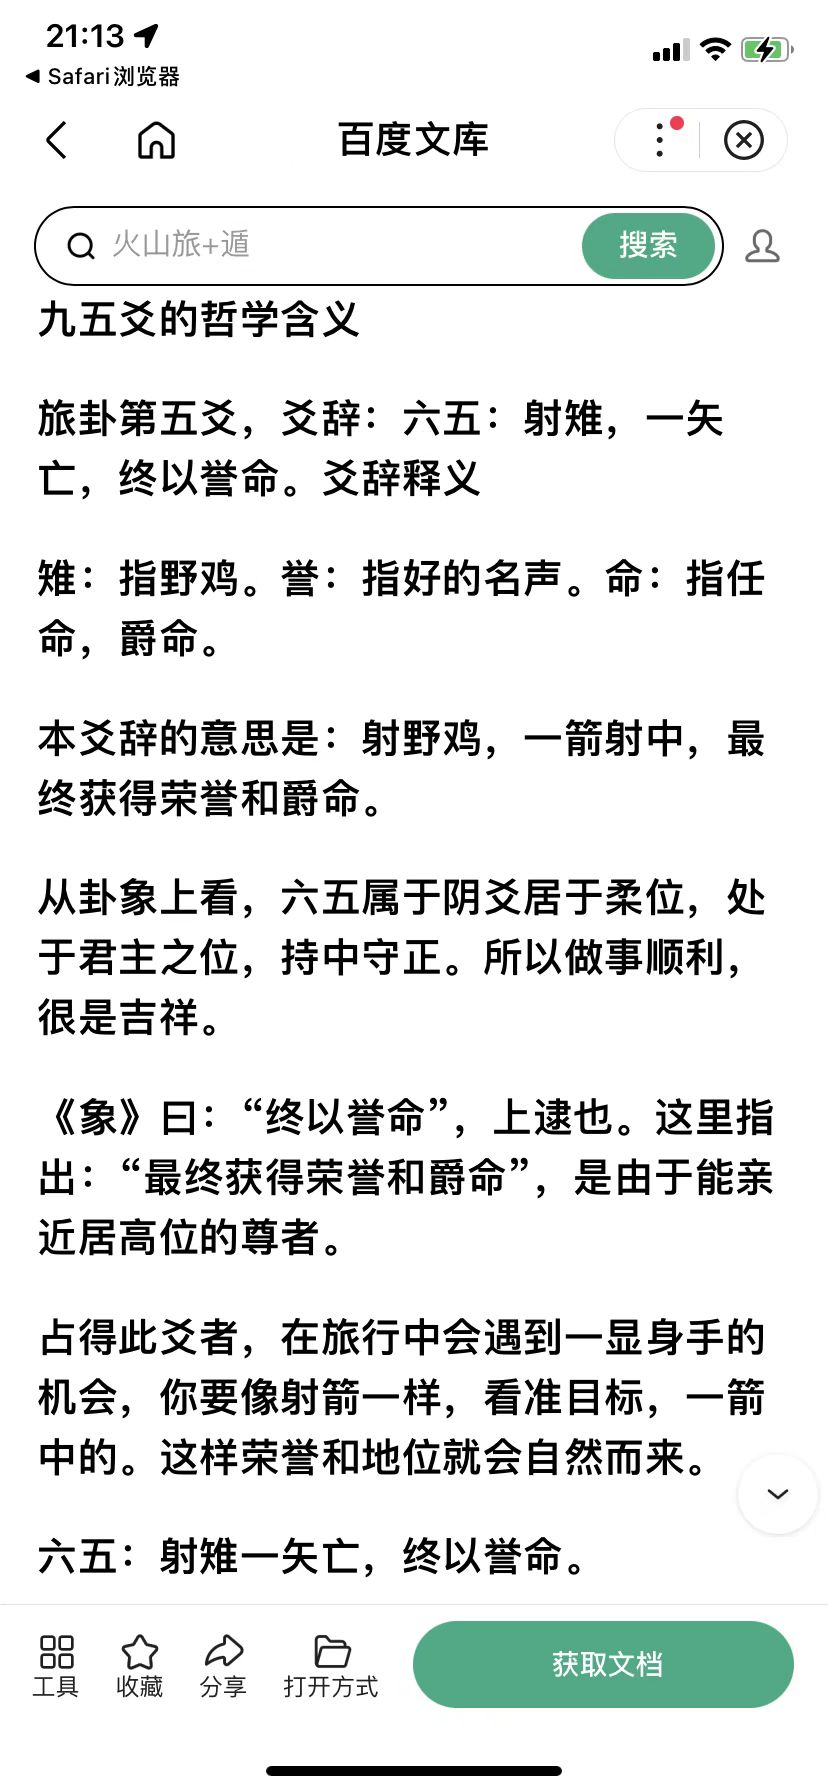 21:13
Safari浏览器
百度文库
火山旅+遁
搜索
九五爻的哲学含义
旅卦第五爻，爻辞：六五：射雉，一矢
亡，终以誉命。爻辞释义
雉：指野鸡。誉：指好的名声。命：指任
命，爵命。
本爻辞的意思是：射野鸡，一箭射中，最
终获得荣誉和爵命。
从卦象上看，六五属于阴爻居于柔位，处
于君主之位，持中守正。所以做事顺利，
很是吉祥。
《象》曰：“终以誉命”，上逮也。这里指
出：“最终获得荣誉和爵命”，是由于能亲
近居高位的尊者。
占得此爻者，在旅行中会遇到一显身手的
机会，你要像射箭一样，看准目标，一箭
中的。这样荣誉和地位就会自然而来。
六五：射雉一矢亡，终以誉命。
工具
收藏
分享
打开方式
获取文档